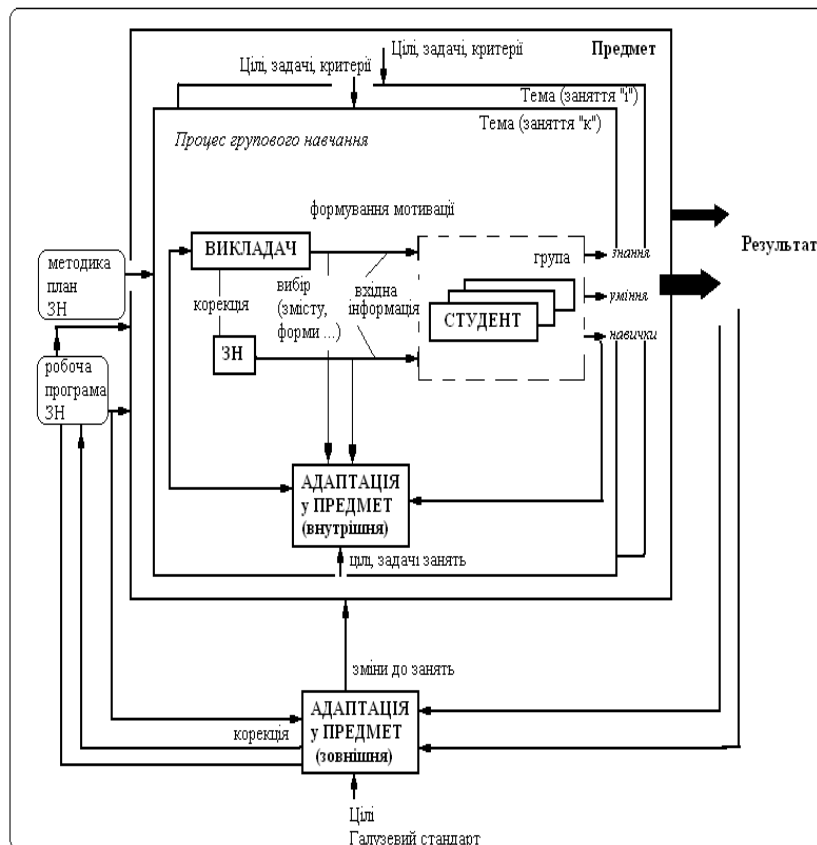 Цілі, задачі, критерії
Предмет
Цілі, задачі, критерії
Тема (заняття "і")
Тема (заняття "к")
Процес групового навчання
формування мотивації
ВИКЛАДАЧ
група
знання
Результат
методика
план
ЗН
корекція
вибір
(змісту,
форми ...)
вхідна
інформація
СТУДЕНТ
уміння
навички
ЗН
робоча
програма
ЗН
АДАПТАЦІЯ
у ПРЕДМЕТ
(внутрішня)
цілі, задачі занять
зміни до занять
АДАПТАЦІЯ
у ПРЕДМЕТ
(зовнішня)
корекція
Цілі
Галузевий стандарт